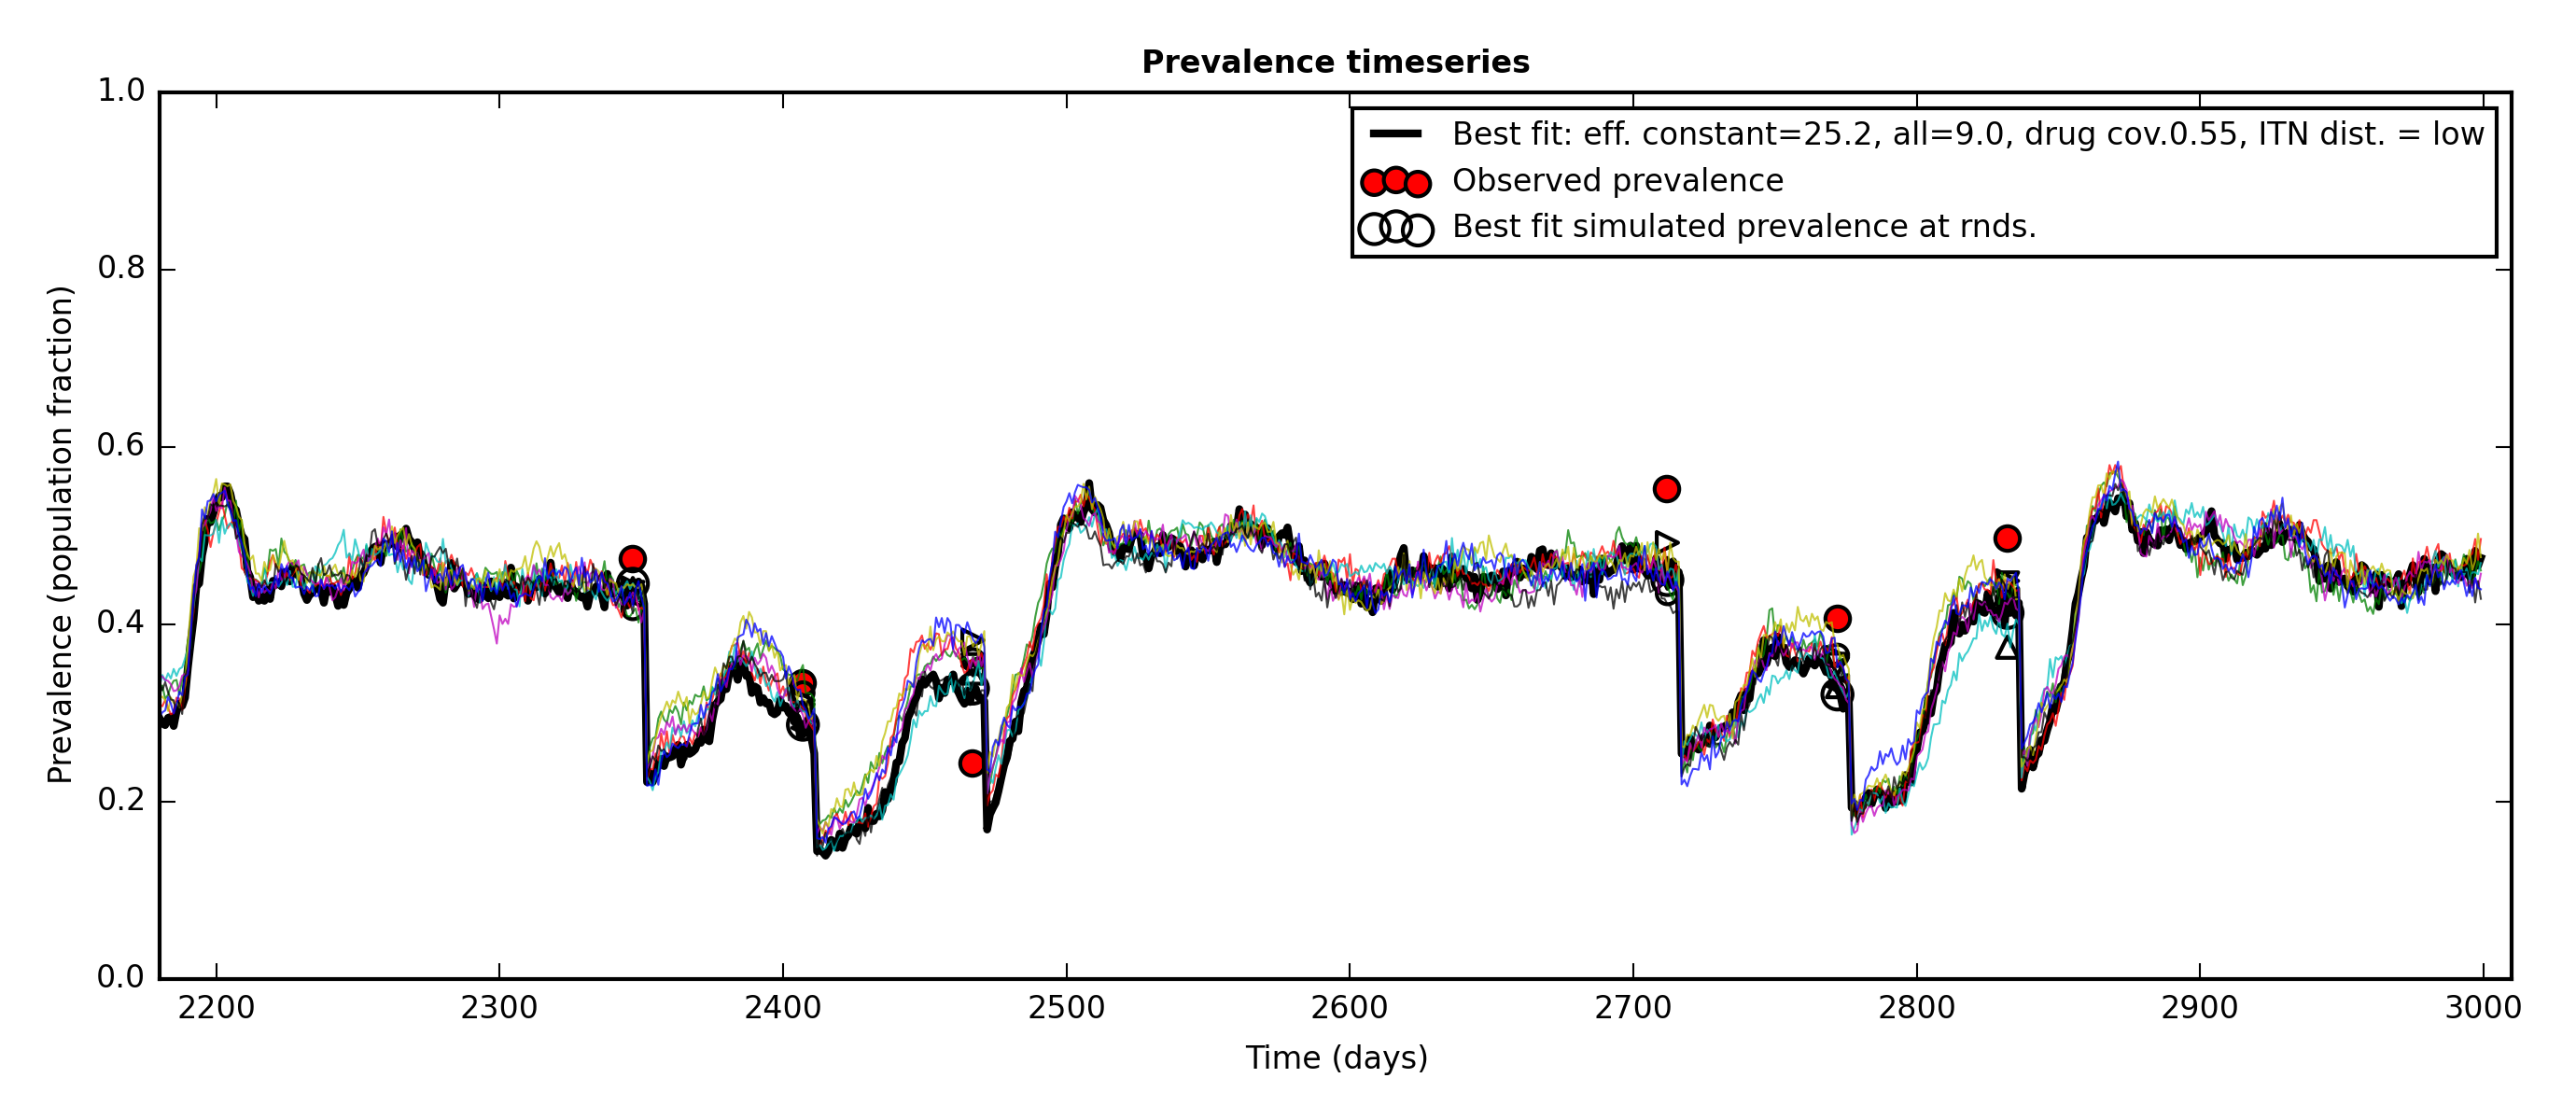 Prevalence timeseries
Best fit: eff. constant=25.2, all=9.0, drug cov.0.55, ITN dist. = low
Observed prevalence
Best fit simulated prevalence at rnds.
Prevalence (population fraction)
1.0
0.8
0.6
0.4
0.2
0.0
2200 2300 2400 2500 2600 2700 2800 2900 3000
Time (days)